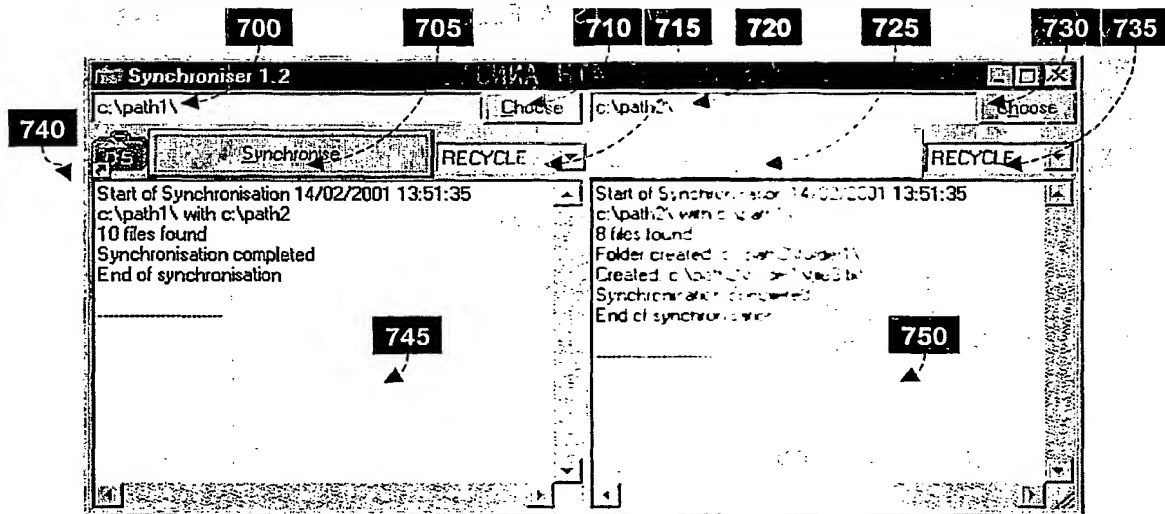 700 705 710 715 720 725 730 735
Synchroniser 1.2
c:\path1\ Choose c:\path2\ Choose
740
Synchronise RECYCLE RECYCLE
Start of Synchronisation 14/02/2001 13:51:35
c:\path1\ with c:\path2
10 files found
Synchronisation completed
End of synchronisation
745
Start of Synchronisation 14/02/2001 13:51:35
c:\path2\ with
8 files found
Folder created:
Created:
Synchronisation completed
End of synchronisation
750